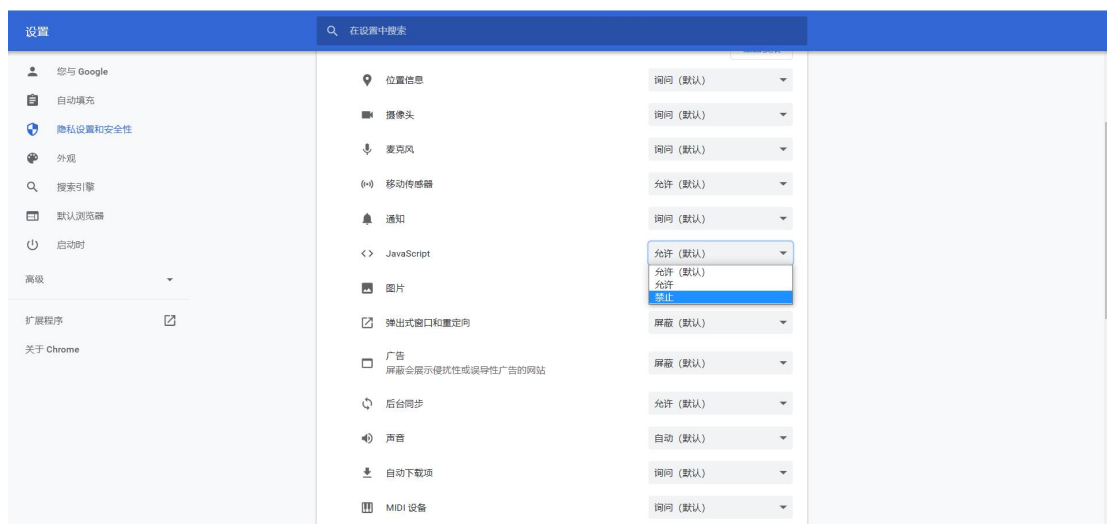 设置
在设置中搜索
您与 Google
自动填充
隐私设置和安全性
外观
搜索引擎
默认浏览器
启动时
高级
扩展程序
关于 Chrome
位置信息
询问 (默认)
摄像头
询问 (默认)
麦克风
询问 (默认)
移动传感器
允许 (默认)
通知
询问 (默认)
JavaScript
允许 (默认)
允许 (默认)
允许
禁止
图片
弹出式窗口和重定向
屏蔽 (默认)
广告
屏蔽会展示侵扰性或误导性广告的网站
屏蔽 (默认)
后台同步
允许 (默认)
声音
自动 (默认)
自动下载项
询问 (默认)
MIDI 设备
询问 (默认)